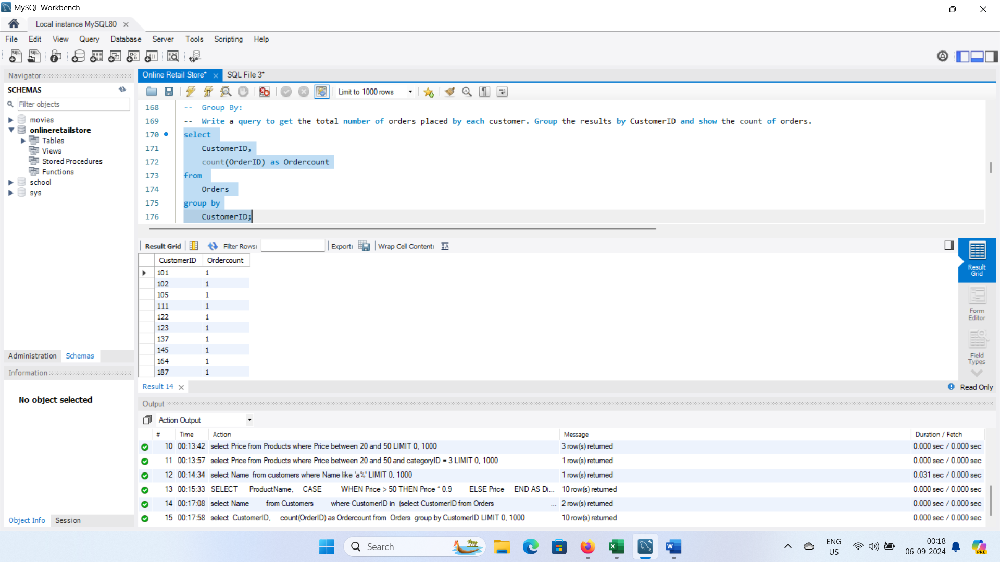 MySQL Workbench
Local instance MySQL80
File Edit View Query Database Server Tools Scripting Help
Navigator
SCHEMAS
Filter objects
movies
onlineretailstore
Tables
Views
Stored Procedures
Functions
school
sys
Administration Schemas
Information
No object selected
Object Info Session
Online Retail Store* SQL File 3*
Limit to 1000 rows
168 -- Group By:
169 -- Write a query to get the total number of orders placed by each customer. Group the results by CustomerID and show the count of orders.
170 select
171 CustomerID,
172 count(OrderID) as Ordercount
173 from
174 Orders
175 group by
176 CustomerID;
Result Grid Filter Rows: Export: Wrap Cell Content:
CustomerID Ordercount
101 1
102 1
105 1
111 1
122 1
123 1
137 1
145 1
164 1
187 1
Result Grid
Form Editor
Field Types
Result 14
Read Only
Output
Action Output
# Time Action Message Duration / Fetch
10 00:13:42 select Price from Products where Price between 20 and 50 LIMIT 0, 1000 3 row(s) returned 0.000 sec / 0.000 sec
11 00:13:57 select Price from Products where Price between 20 and 50 and categoryID = 3 LIMIT 0, 1000 1 row(s) returned 0.000 sec / 0.000 sec
12 00:14:34 select Name from customers where Name like 'a%' LIMIT 0, 1000 1 row(s) returned 0.031 sec / 0.000 sec
13 00:15:33 SELECT ProductName, CASE WHEN Price > 50 THEN Price * 0.9 ELSE Price END AS Di... 10 row(s) returned 0.000 sec / 0.000 sec
14 00:17:08 select Name from Customers where CustomerID in (select CustomerID from Orders ... 2 row(s) returned 0.000 sec / 0.000 sec
15 00:17:58 select CustomerID, count(OrderID) as Ordercount from Orders group by CustomerID LIMIT 0, 1000 10 row(s) returned 0.000 sec / 0.000 sec
Search
ENG
US
00:18
06-09-2024
PRE